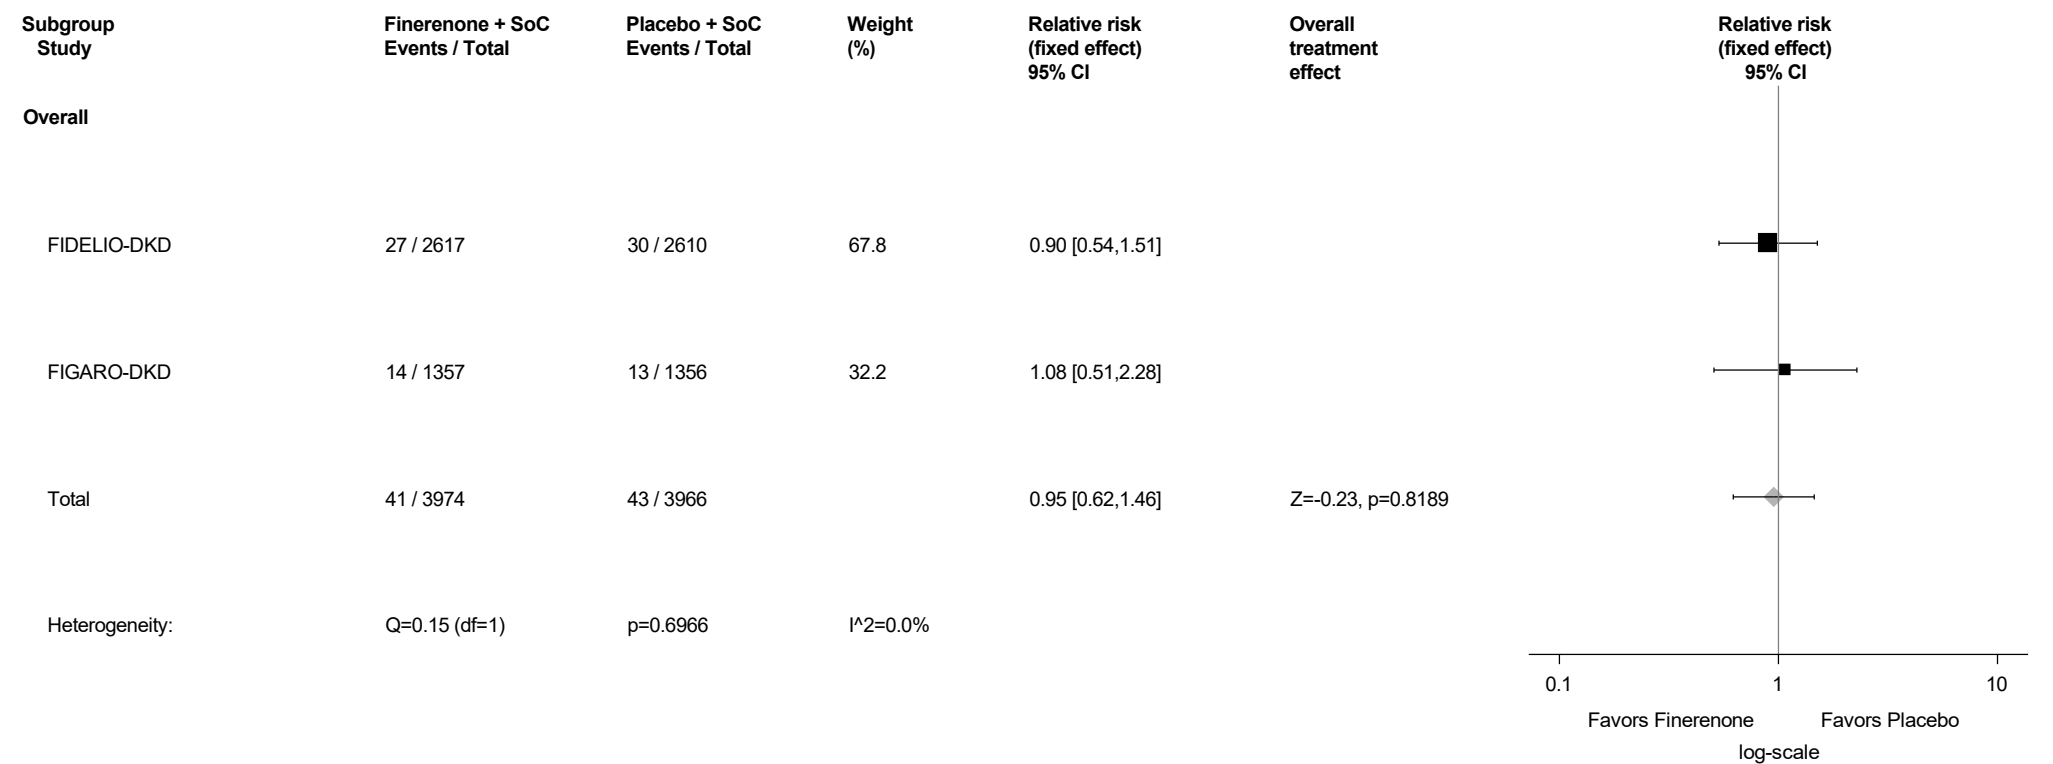 Subgroup Finerenone + SoC Placebo + SoC Weight Relative risk Overall Relative risk
Study Events / Total Events / Total (%) (fixed effect) treatment (fixed effect)
95% CI effect 95% CI
Overall
FIDELIO-DKD 27 / 2617 30 / 2610 67.8 0.90 [0.54,1.51]
FIGARO-DKD 14 / 1357 13 / 1356 32.2 1.08 [0.51,2.28]
Total 41 / 3974 43 / 3966 0.95 [0.62,1.46] Z=-0.23, p=0.8189
Heterogeneity: Q=0.15 (df=1) p=0.6966 I^2=0.0%
0.1 1 10
Favors Finerenone Favors Placebo
log-scale